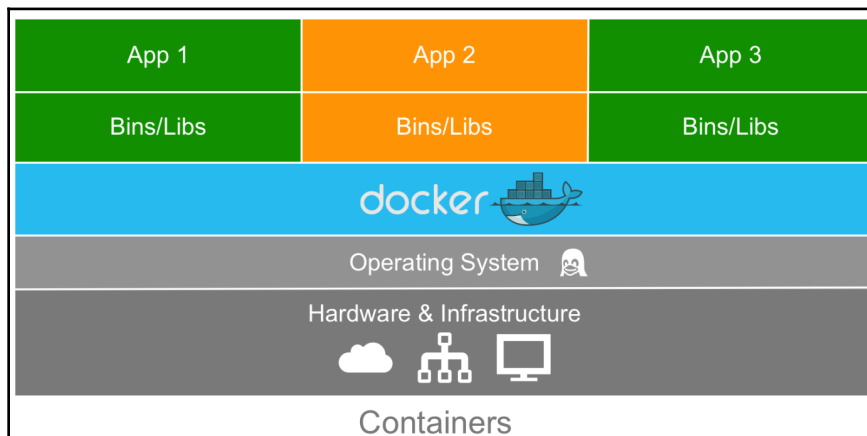 App 1 App 2 App 3
Bins/Libs Bins/Libs Bins/Libs
docker
Operating System
Hardware & Infrastructure
Containers